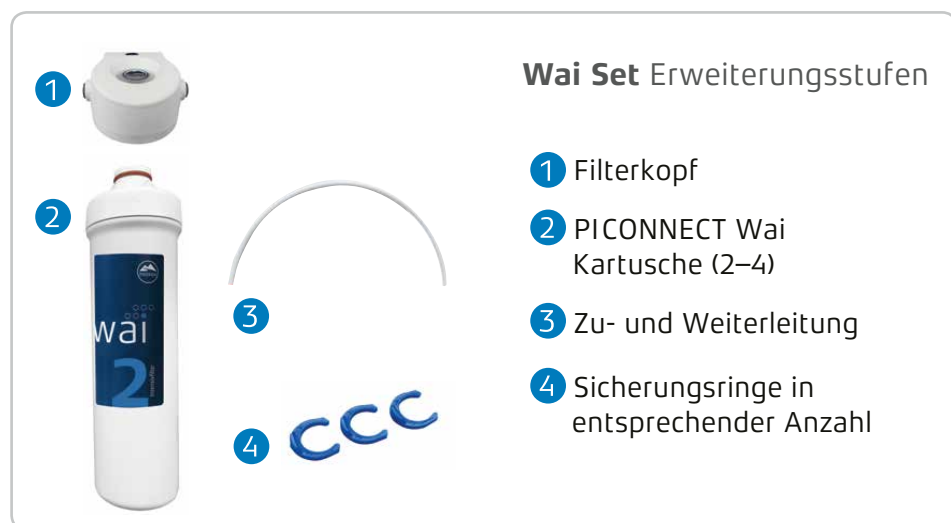 Wai Set Erweiterungsstufen
1
1 Filterkopf
2
2 PICONNECT Wai
Kartusche (2–4)
3
3 Zu- und Weiterleitung
wai
2
4
4 Sicherungsringe in
entsprechender Anzahl